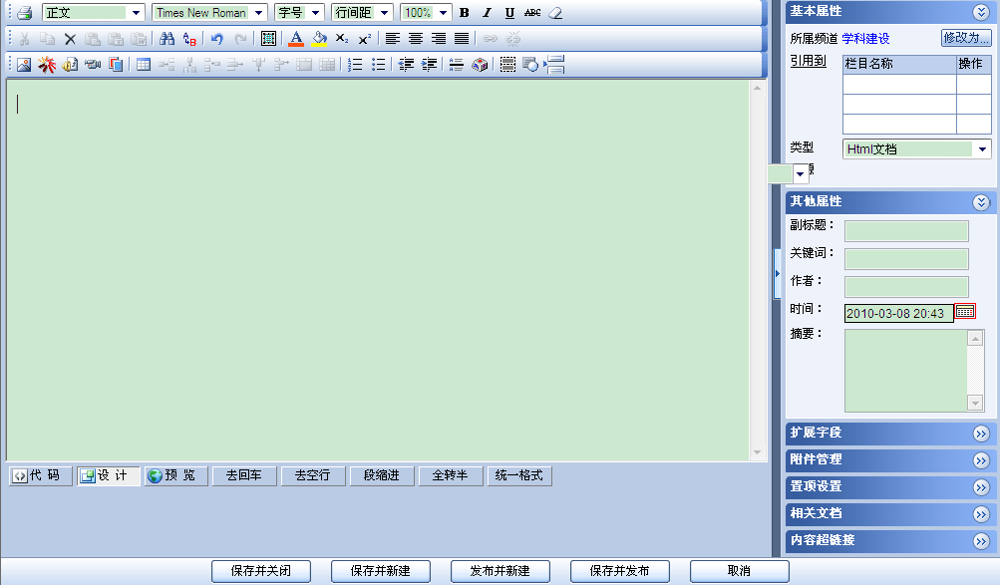 正文 Times New Roman 字号 行间距 100% B I U ABC
基本属性
所属频道 学科建设 修改为...
引用到 栏目名称 操作
类型 Html文档
其他属性
副标题：
关键词：
作者：
时间： 2010-03-08 20:43
摘要：
扩展字段
附件管理
置顶设置
相关文档
内容超链接
代 码 设 计 预 览 去回车 去空行 段缩进 全转半 统一格式
保存并关闭 保存并新建 发布并新建 保存并发布 取消